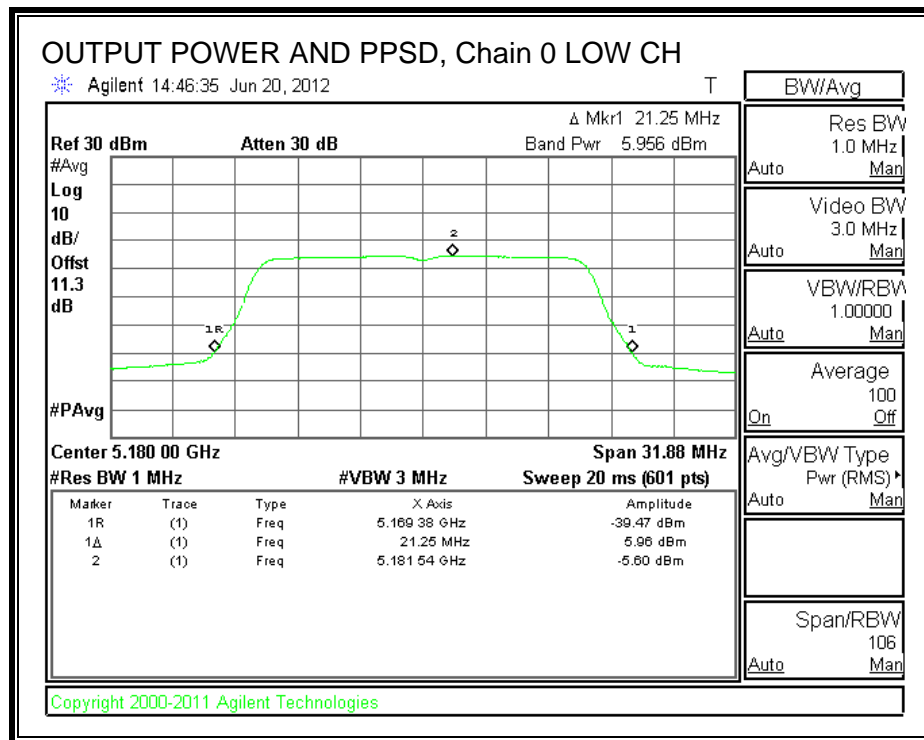 OUTPUT POWER AND PPSD, Chain 0 LOW CH
Agilent 14:46:35 Jun 20, 2012 T
Δ Mkr1 21.25 MHz
Ref 30 dBm Atten 30 dB Band Pwr 5.956 dBm
#Avg
Log
10
dB/
Offst
11.3
dB
#PAvg
2
1R
1
Center 5.180 00 GHz Span 31.88 MHz
#Res BW 1 MHz #VBW 3 MHz Sweep 20 ms (601 pts)
Marker Trace Type X Axis Amplitude
1R (1) Freq 5.169 38 GHz -39.47 dBm
1Δ (1) Freq 21.25 MHz 5.96 dBm
2 (1) Freq 5.181 54 GHz -5.60 dBm
BW/Avg
Res BW
1.0 MHz
Auto Man
Video BW
3.0 MHz
Auto Man
VBW/RBW
1.00000
Auto Man
Average
100
On Off
Avg/VBW Type
Pwr (RMS)
Auto Man
Span/RBW
106
Auto Man
Copyright 2000-2011 Agilent Technologies